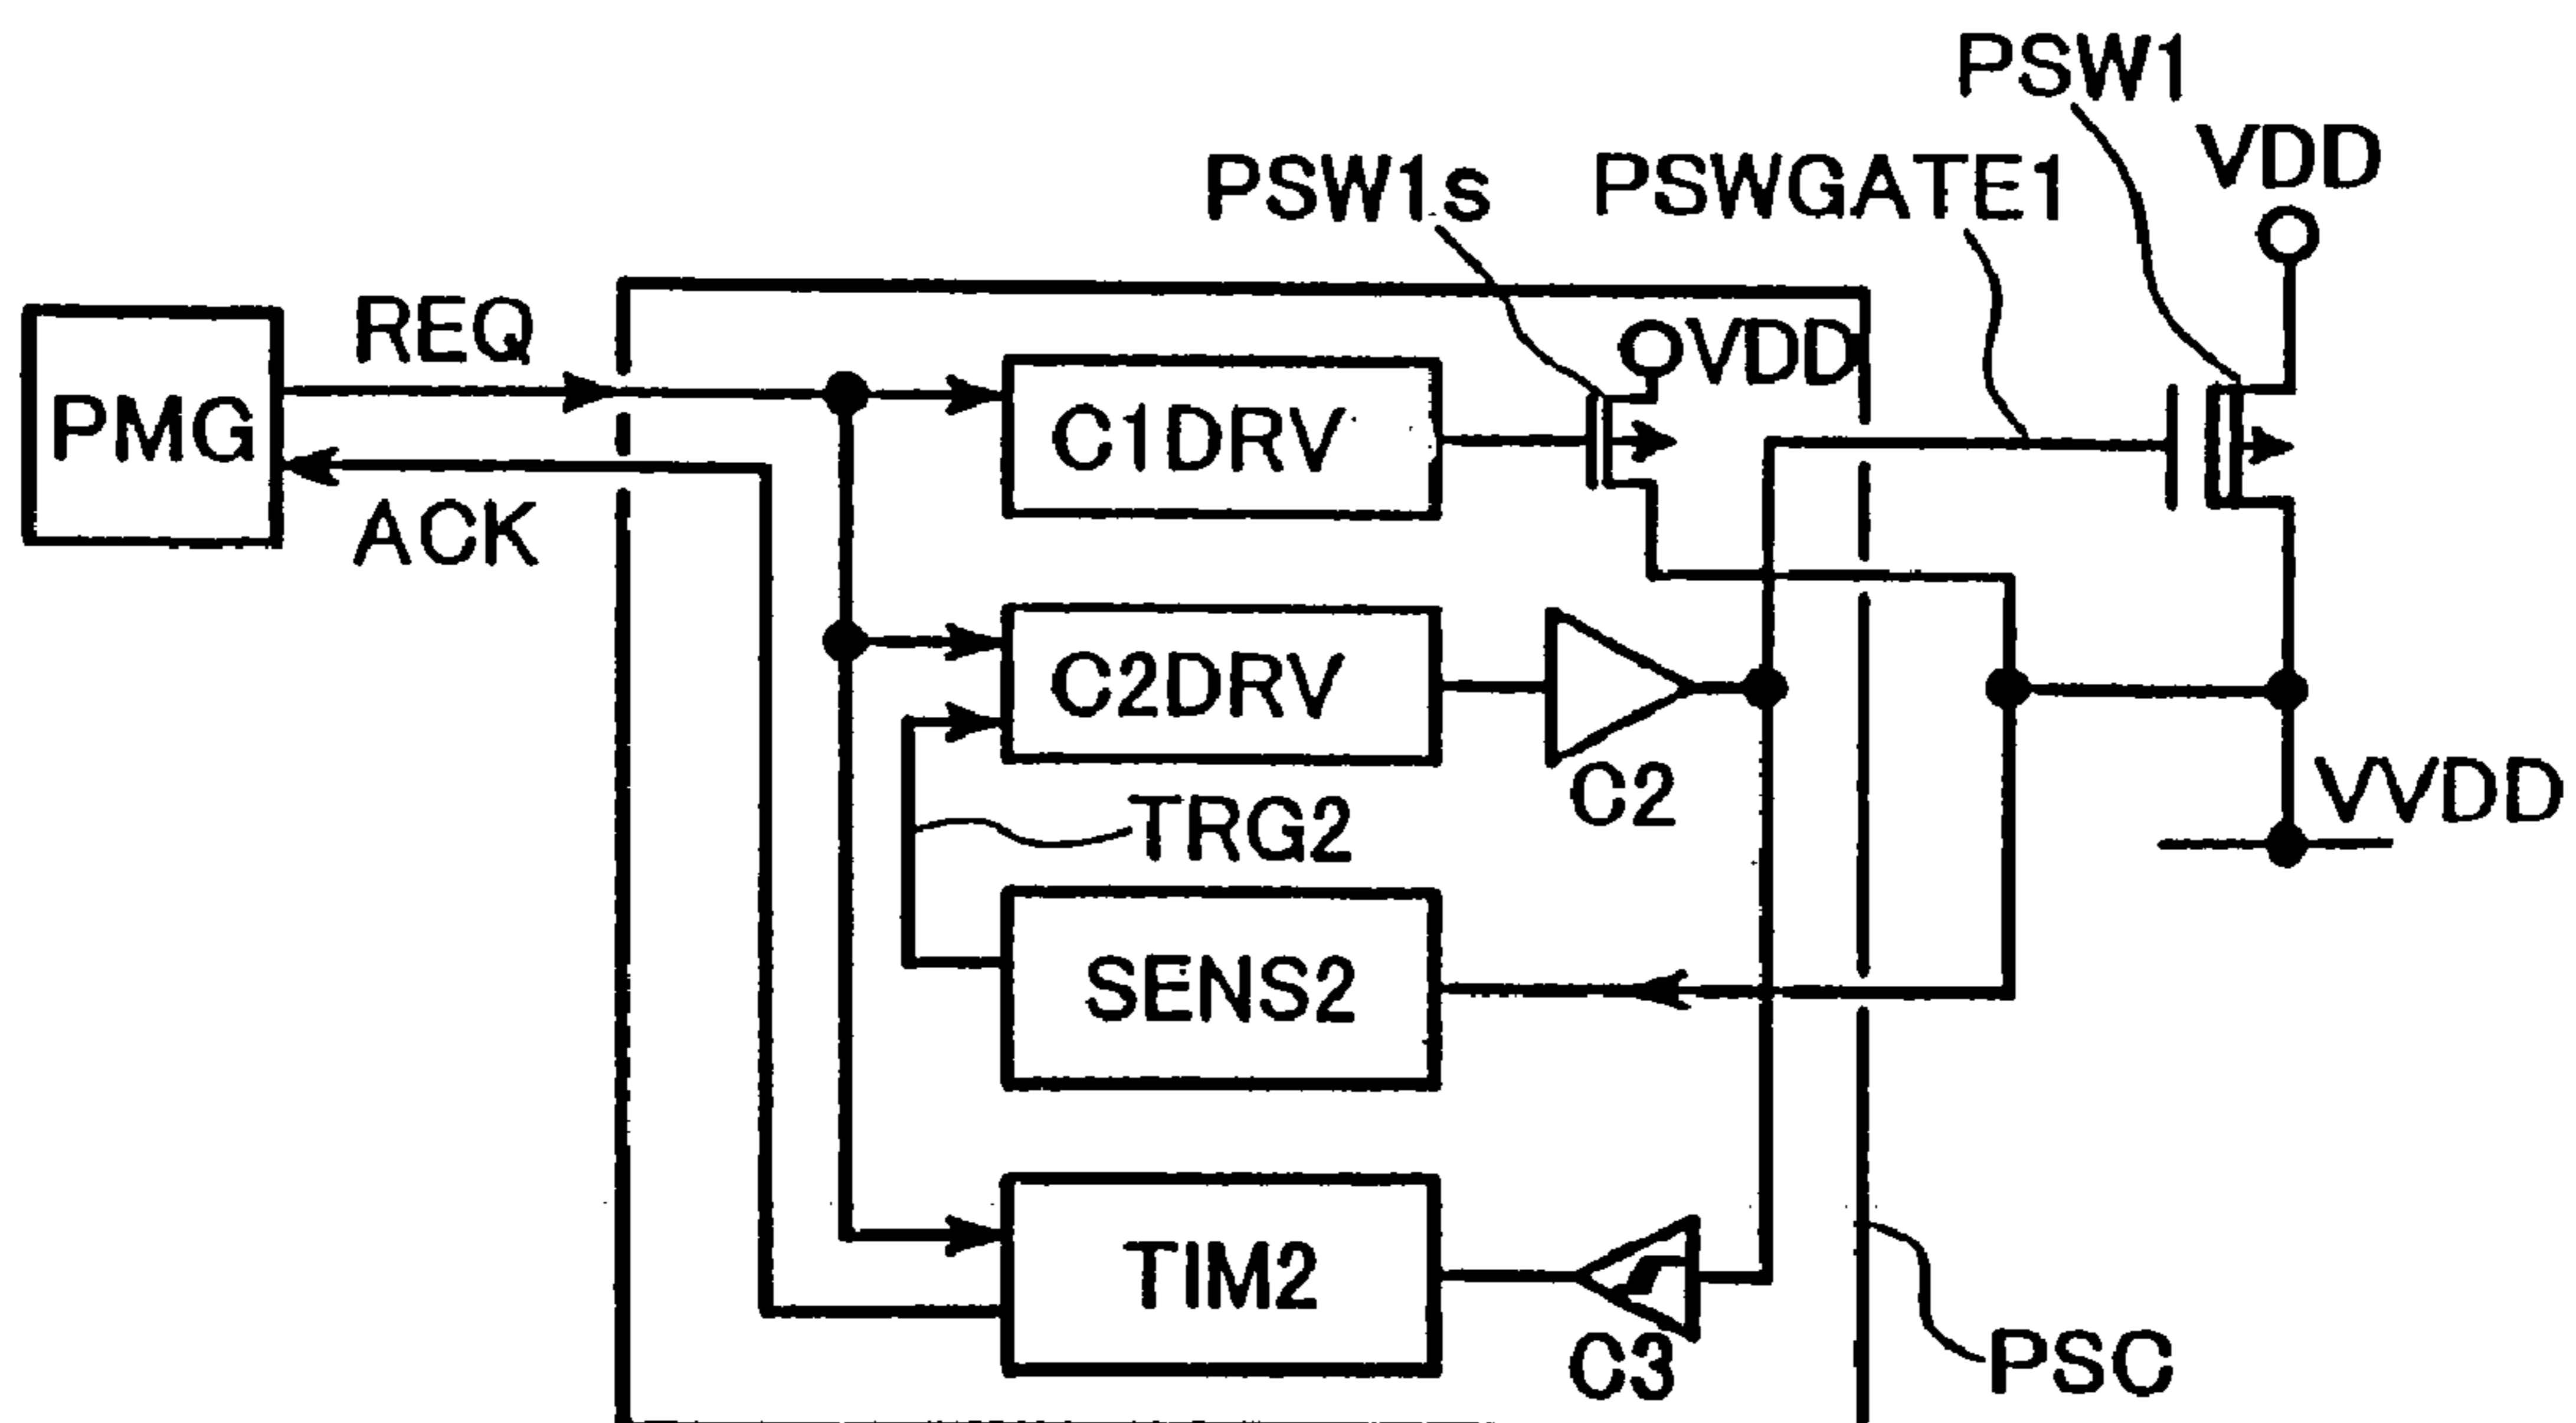 PSW1
VDD
PSW1s
PSWGATE1
REQ
VDD
PMG
C1DRV
ACK
C2DRV
C2
VVDD
TRG2
SENS2
TIM2
C3
PSC